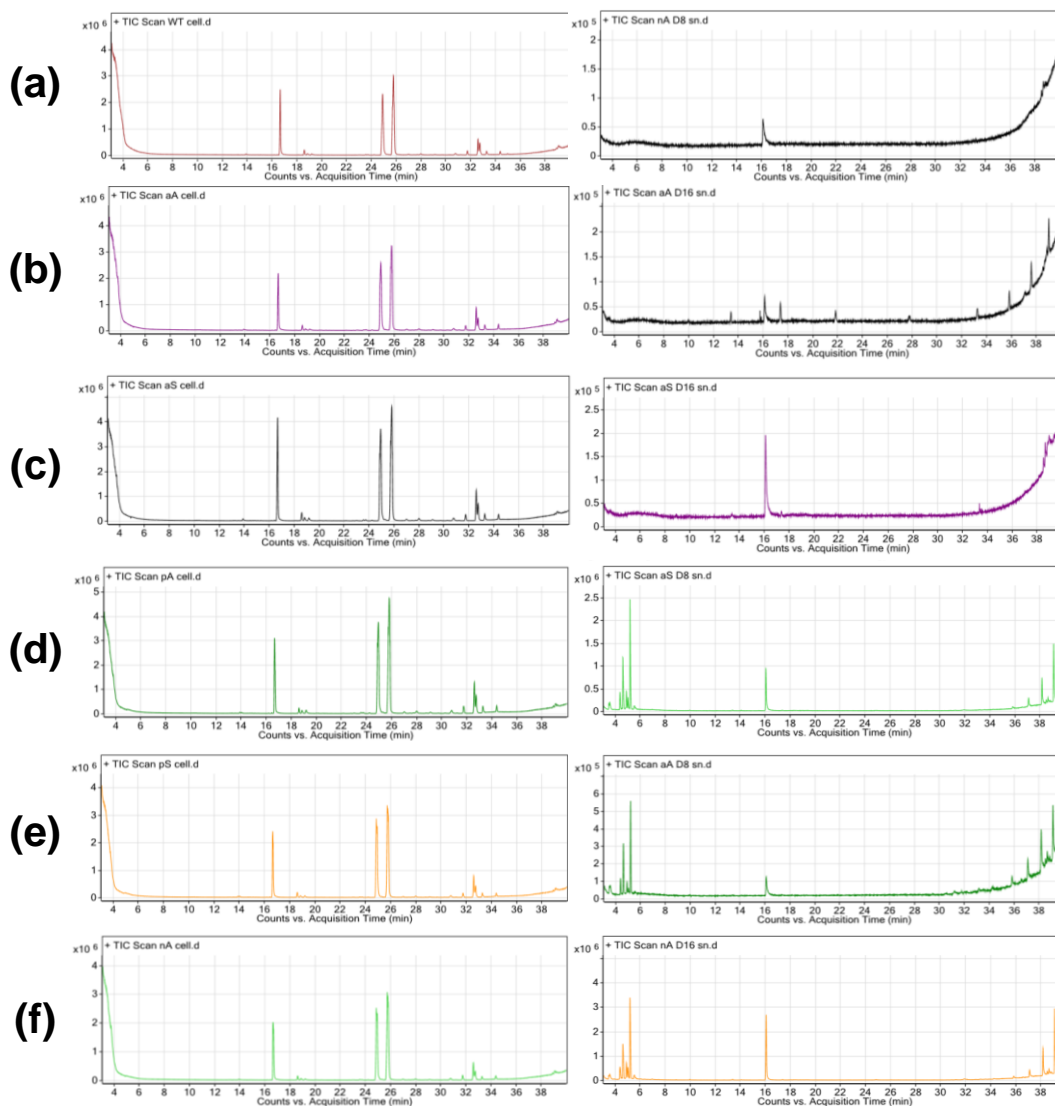 (a)
+ TIC Scan WT cell.d
x10 6
4
3
2
1
0
4 6 8 10 12 14 16 18 20 22 24 26 28 30 32 34 36 38
Counts vs. Acquisition Time (min)
+ TIC Scan nA D8 sn.d
x10 5
2
1.5
1
0.5
0
4 6 8 10 12 14 16 18 20 22 24 26 28 30 32 34 36 38
Counts vs. Acquisition Time (min)
(b)
+ TIC Scan aA cell.d
x10 6
4
3
2
1
0
4 6 8 10 12 14 16 18 20 22 24 26 28 30 32 34 36 38
Counts vs. Acquisition Time (min)
+ TIC Scan aA D16 sn.d
x10 5
2
1.5
1
0.5
0
4 6 8 10 12 14 16 18 20 22 24 26 28 30 32 34 36 38
Counts vs. Acquisition Time (min)
(c)
+ TIC Scan aS cell.d
x10 6
4
3
2
1
0
4 6 8 10 12 14 16 18 20 22 24 26 28 30 32 34 36 38
Counts vs. Acquisition Time (min)
+ TIC Scan aS D16 sn.d
x10 5
2.5
2
1.5
1
0.5
0
4 6 8 10 12 14 16 18 20 22 24 26 28 30 32 34 36 38
Counts vs. Acquisition Time (min)
(d)
+ TIC Scan pA cell.d
x10 6
5
4
3
2
1
0
4 6 8 10 12 14 16 18 20 22 24 26 28 30 32 34 36 38
Counts vs. Acquisition Time (min)
+ TIC Scan aS D8 sn.d
x10 6
2.5
2
1.5
1
0.5
0
4 6 8 10 12 14 16 18 20 22 24 26 28 30 32 34 36 38
Counts vs. Acquisition Time (min)
(e)
+ TIC Scan pS cell.d
x10 6
4
3
2
1
0
4 6 8 10 12 14 16 18 20 22 24 26 28 30 32 34 36 38
Counts vs. Acquisition Time (min)
+ TIC Scan aA D8 sn.d
x10 5
6
5
4
3
2
1
0
4 6 8 10 12 14 16 18 20 22 24 26 28 30 32 34 36 38
Counts vs. Acquisition Time (min)
(f)
+ TIC Scan nA cell.d
x10 6
4
3
2
1
0
4 6 8 10 12 14 16 18 20 22 24 26 28 30 32 34 36 38
Counts vs. Acquisition Time (min)
+ TIC Scan nA D16 sn.d
x10 6
4
3
2
1
0
4 6 8 10 12 14 16 18 20 22 24 26 28 30 32 34 36 38
Counts vs. Acquisition Time (min)